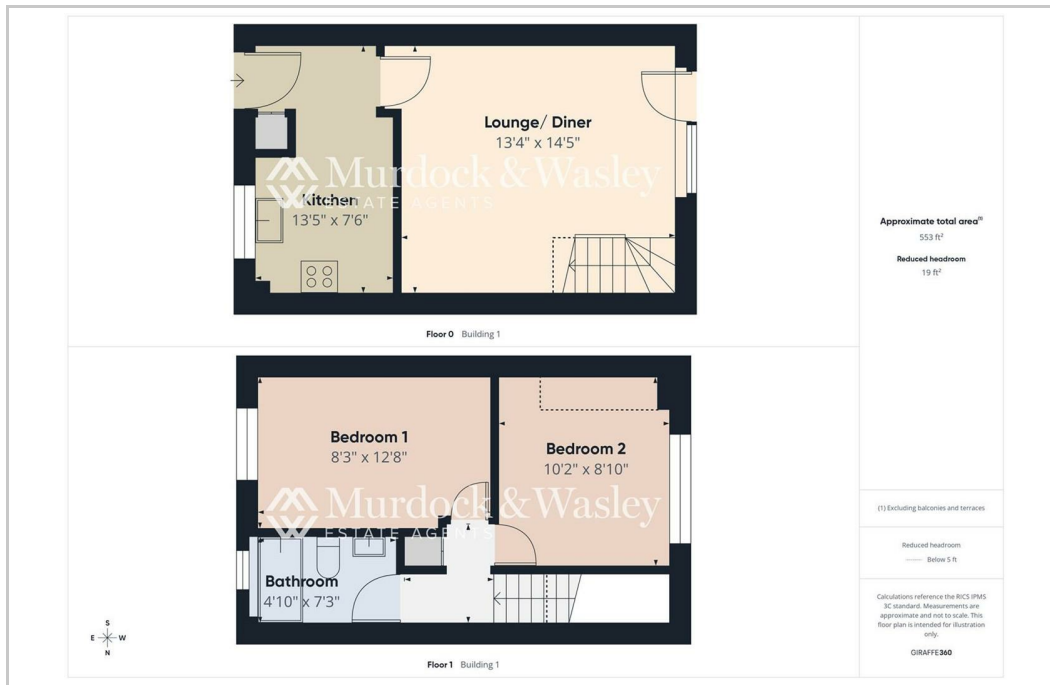 Lounge/ Diner
13'4" x 14'5"
Murdock & Wasley
ESTATE AGENTS
Kitchen
13'5" x 7'6"
Floor 0 Building 1
Approximate total area(1)
553 ft²
Reduced headroom
19 ft²
Bedroom 1
8'3" x 12'8"
Bedroom 2
10'2" x 8'10"
Murdock & Wasley
ESTATE AGENTS
Bathroom
4'10" x 7'3"
Floor 1 Building 1
S
E W
N
(1) Excluding balconies and terraces
Reduced headroom
Below 5 ft
Calculations reference the RICS IPMS
3C standard. Measurements are
approximate and not to scale. This
floor plan is intended for illustration
only.
GIRAFFE360